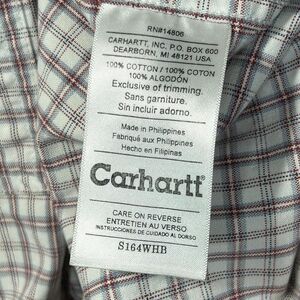 RN#14806
CARHARTT, INC. P.O. BOX 600
DEARBORN, MI 48121 USA
100% COTTON / 100% COTON
100% ALGODÓN
Exclusive of trimming.
Sans garniture.
Sin incluir adorno.
Made in Philippines
Fabriqué aux Philippines
Hecho en Filipinas
Carhartt
CARE ON REVERSE
ENTRETIEN AU VERSO
INSTRUCCIONES DE CUIDADO AL DORSO
S164WHB